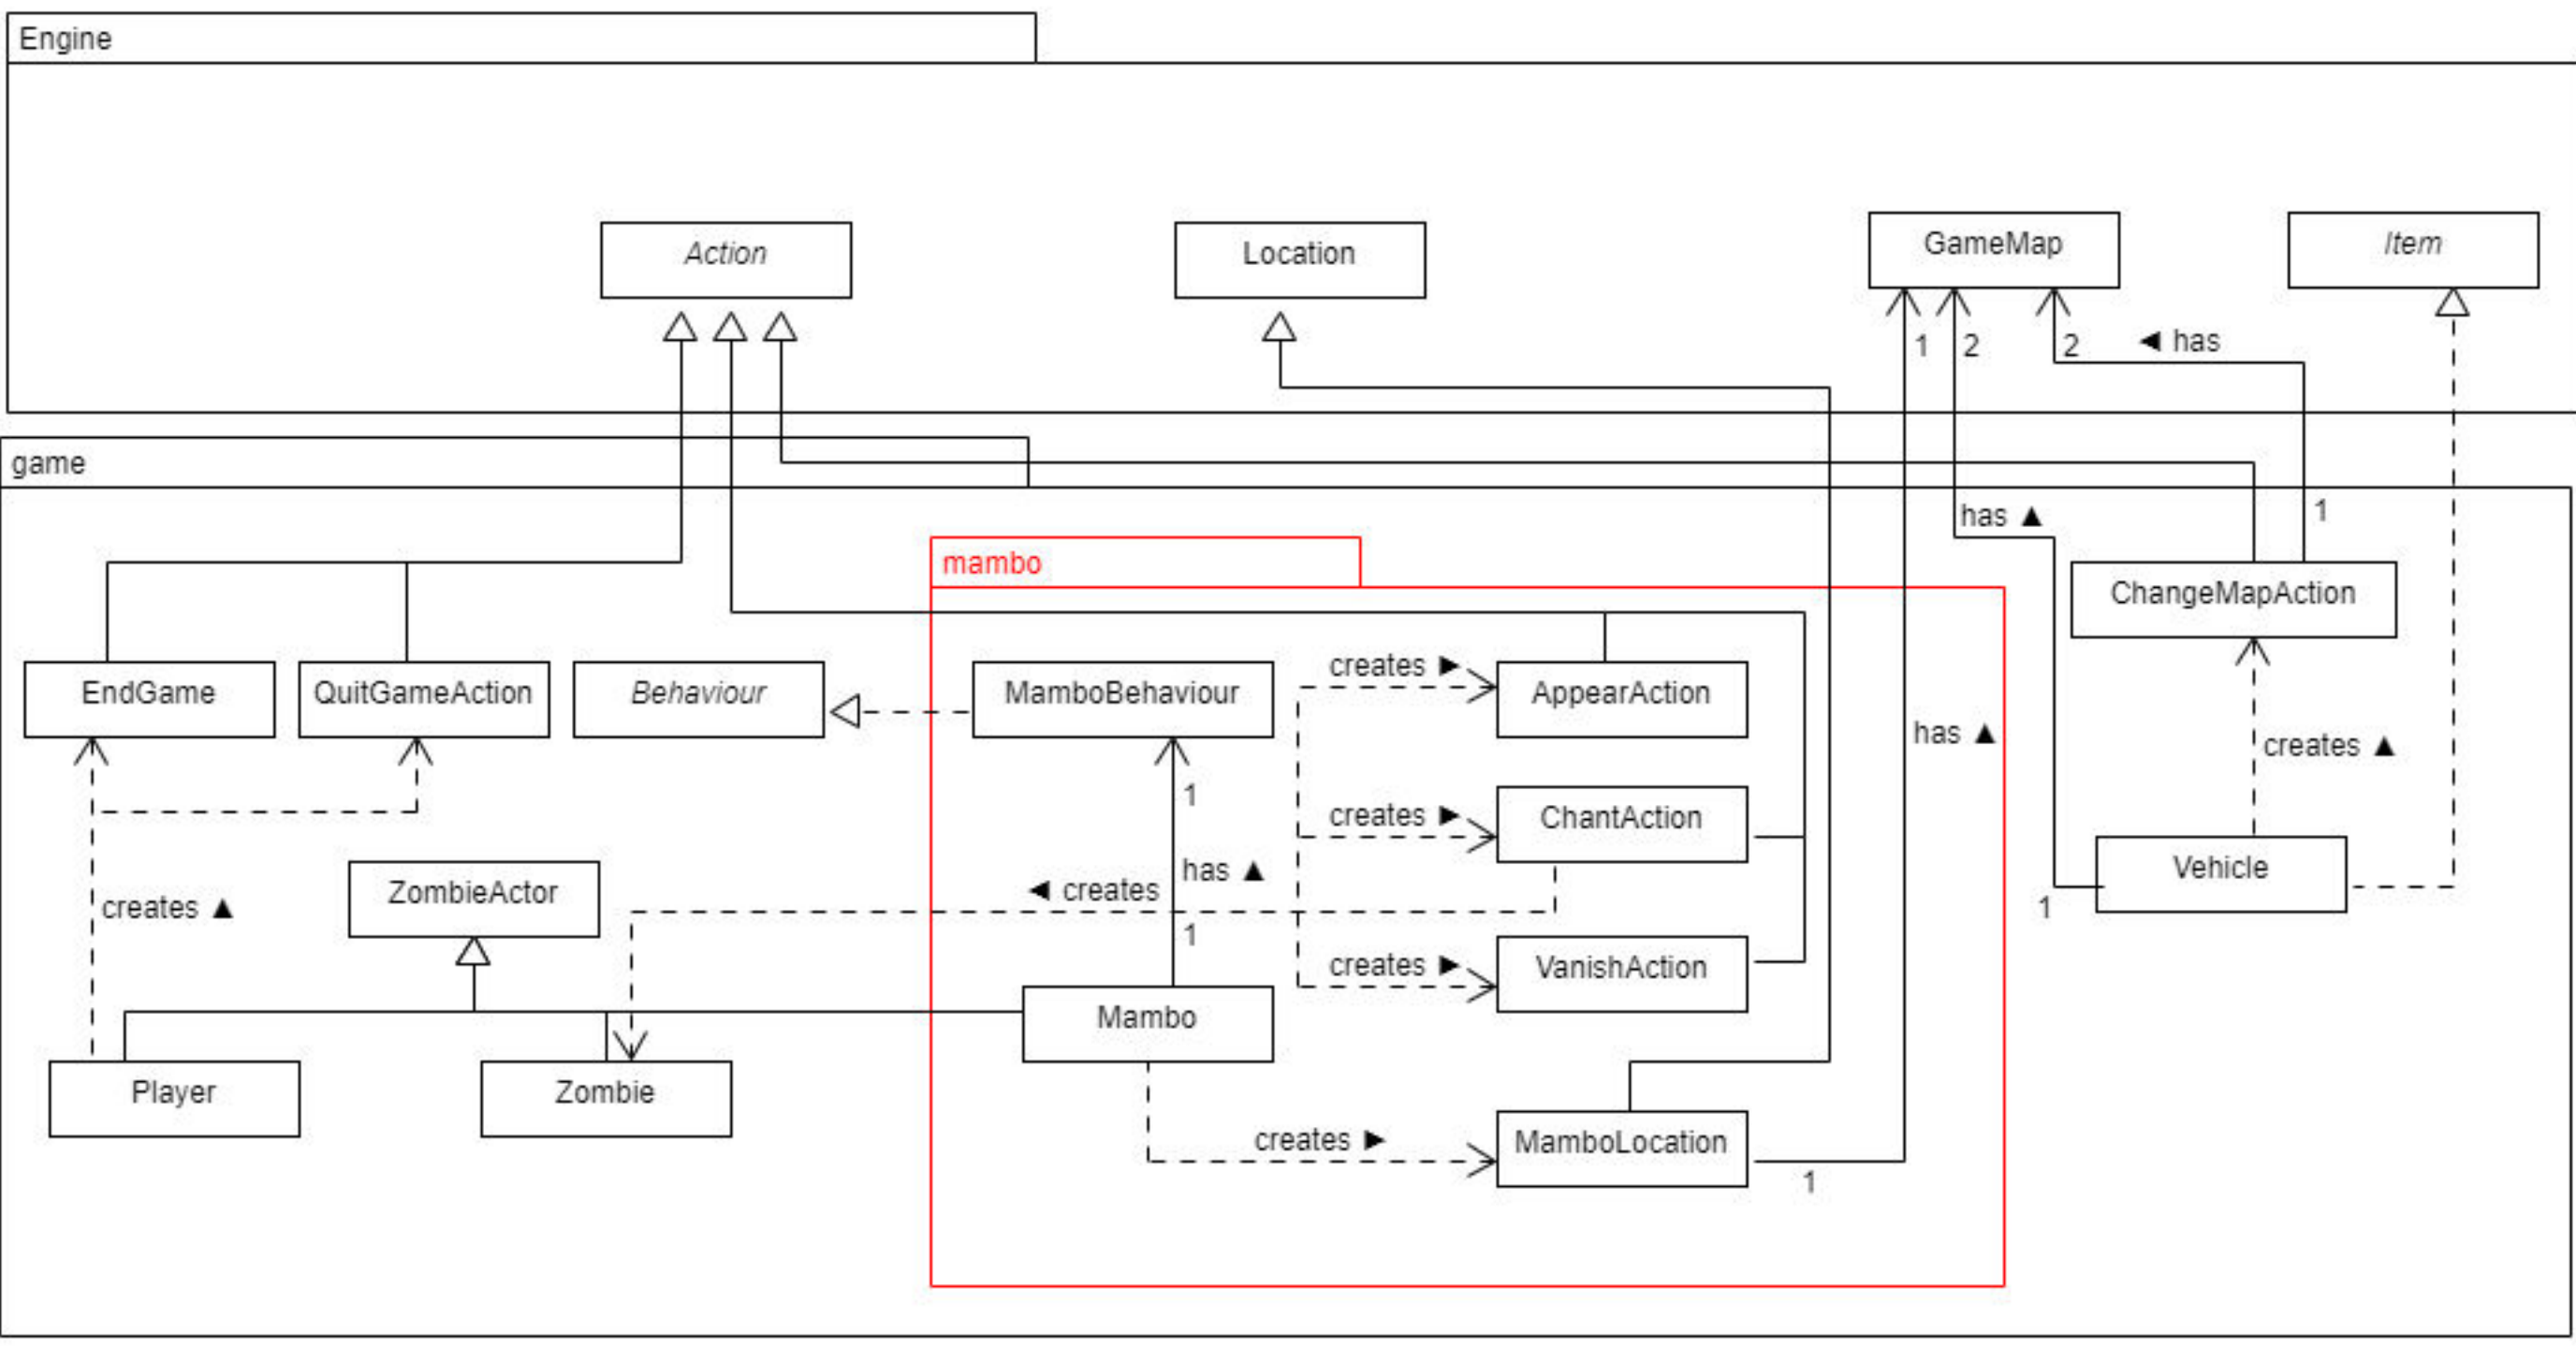 Engine
Action
Location
GameMap
Item
1
2
2
◄ has
game
has ▲
1
mambo
ChangeMapAction
EndGame
QuitGameAction
Behaviour
MamboBehaviour
creates ►
AppearAction
has ▲
creates ▲
1
creates ►
ChantAction
ZombieActor
creates ▲
◄ creates
has ▲
Vehicle
1
1
creates ►
VanishAction
Mambo
Player
Zombie
creates ►
MamboLocation
1